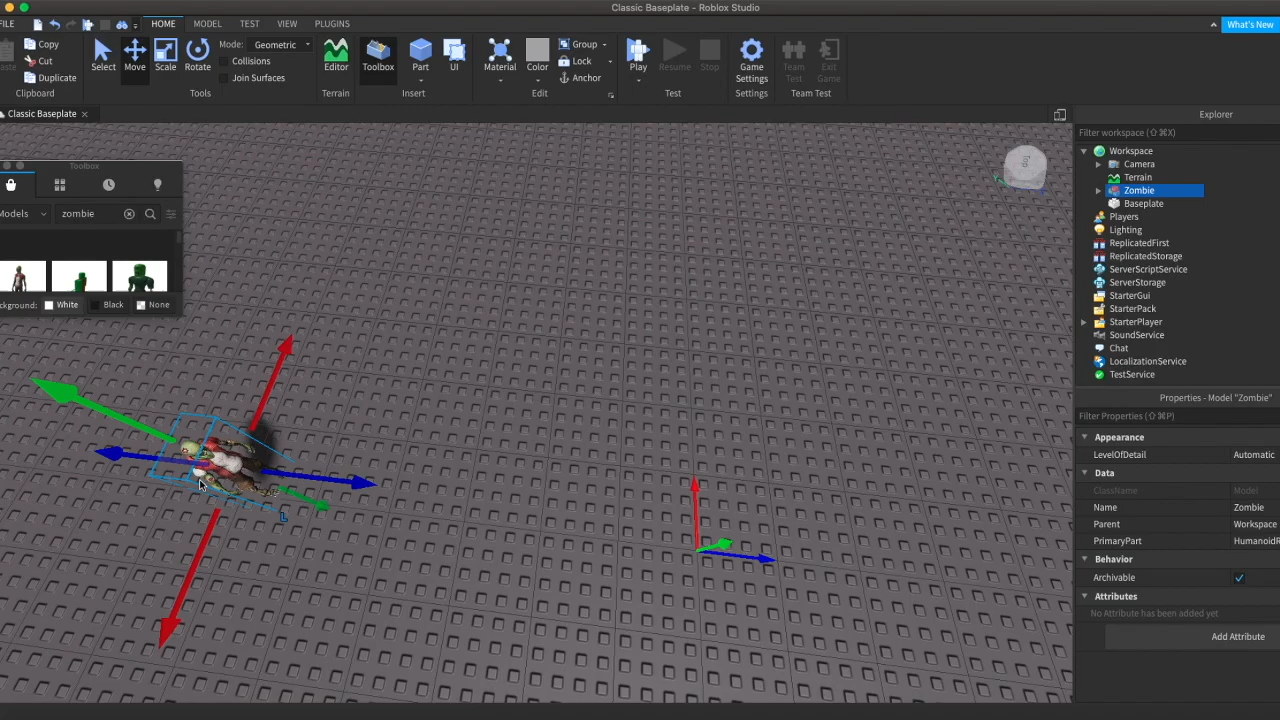 Classic Baseplate - Roblox Studio
FILE HOME MODEL TEST VIEW PLUGINS What's New
Copy
Cut
Duplicate
Select
Move
Scale
Rotate
Mode: Geometric
Collisions
Join Surfaces
Editor
Toolbox
Part
UI
Material
Color
Group
Lock
Anchor
Play
Resume
Stop
Game
Settings
Team
Test
Exit
Game
Clipboard Tools Terrain Insert Edit Test Settings Team Test
Classic Baseplate
Toolbox
Models zombie
White Black None
Top
Explorer
Filter workspace (⇧⌘X)
Workspace
Camera
Terrain
Zombie
Baseplate
Players
Lighting
ReplicatedFirst
ReplicatedStorage
ServerScriptService
ServerStorage
StarterGui
StarterPack
StarterPlayer
SoundService
Chat
LocalizationService
TestService
Properties - Model "Zombie"
Filter Properties (⇧⌘P)
Appearance
LevelOfDetail Automatic
Data
ClassName Model
Name Zombie
Parent Workspace
PrimaryPart HumanoidR
Behavior
Archivable
Attributes
No Attribute has been added yet
Add Attribute
L